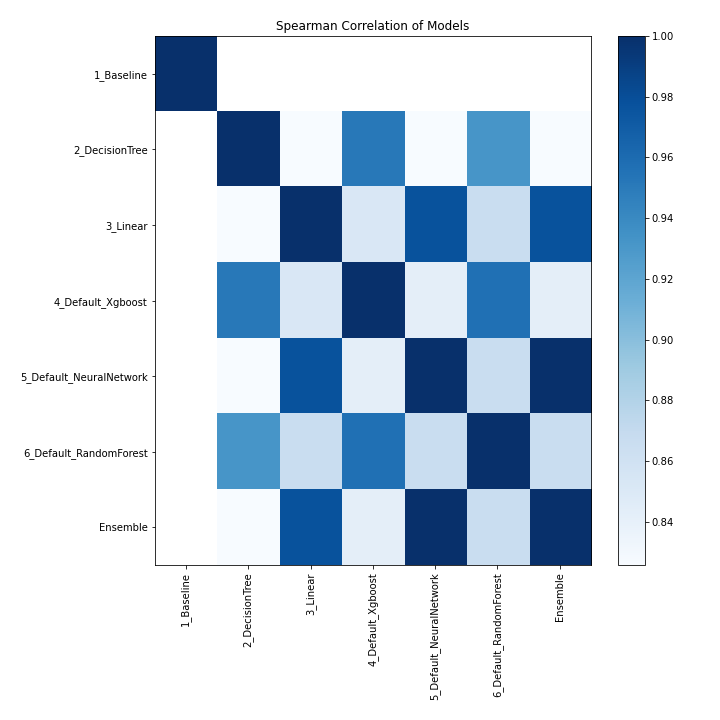 Spearman Correlation of Models
1_Baseline
2_DecisionTree
3_Linear
4_Default_Xgboost
5_Default_NeuralNetwork
6_Default_RandomForest
Ensemble
1_Baseline
2_DecisionTree
3_Linear
4_Default_Xgboost
5_Default_NeuralNetwork
6_Default_RandomForest
Ensemble
1.00
0.98
0.96
0.94
0.92
0.90
0.88
0.86
0.84